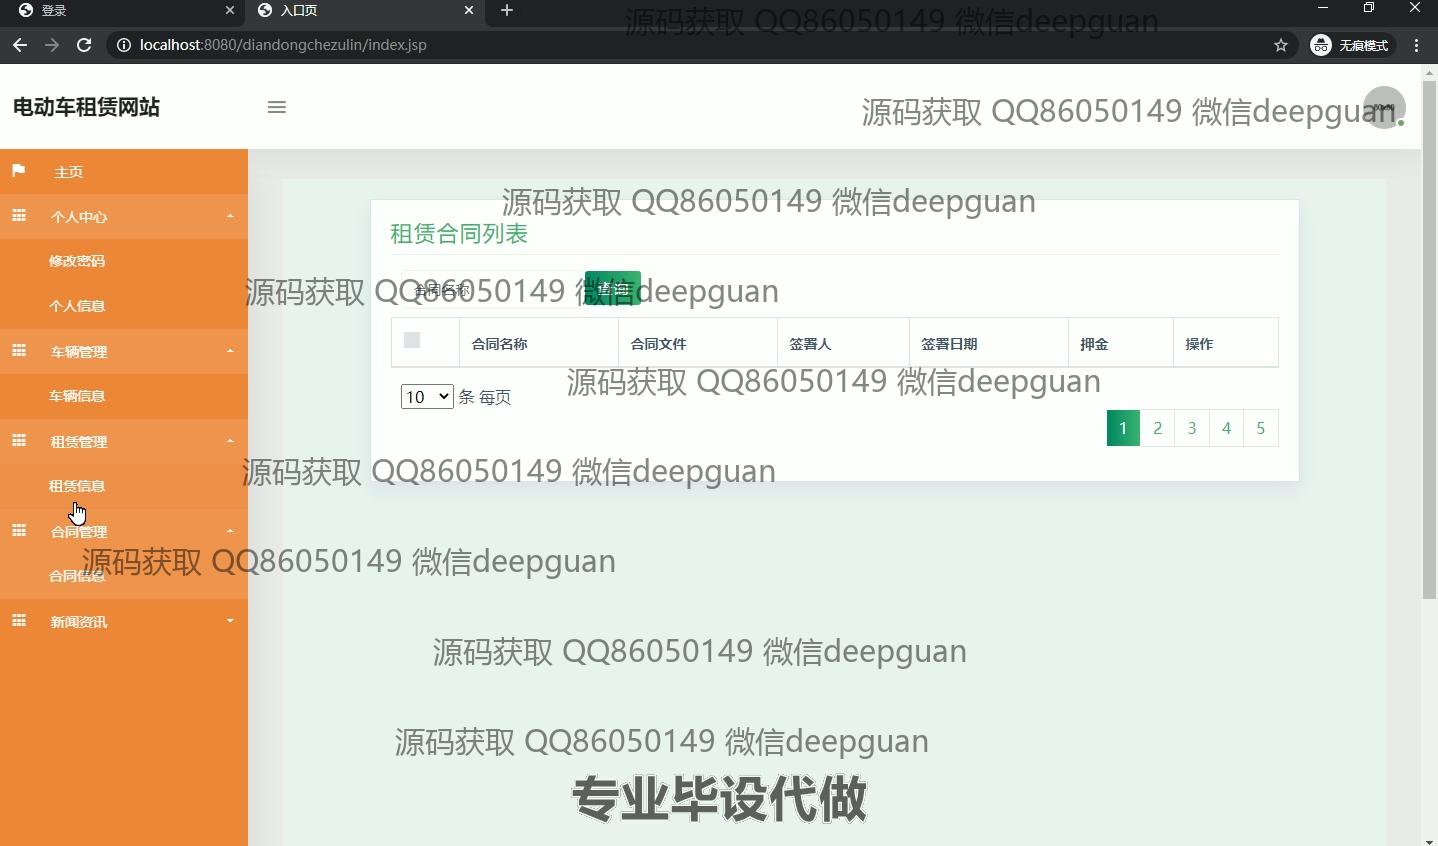 登录
入口页
源码获取 QQ86050149 微信deepguan
localhost:8080/diandongchezulin/index.jsp
无痕模式
电动车租赁网站
源码获取 QQ86050149 微信deepguan
主页
源码获取 QQ86050149 微信deepguan
个人中心
租赁合同列表
修改密码
源码获取 QQ86050149 微信deepguan
合同名称
查询
个人信息
合同名称 合同文件 签署人 签署日期 押金 操作
车辆管理
源码获取 QQ86050149 微信deepguan
车辆信息
10 条 每页
1 2 3 4 5
租赁管理
源码获取 QQ86050149 微信deepguan
租赁信息
合同管理
源码获取 QQ86050149 微信deepguan
合同信息
新闻资讯
源码获取 QQ86050149 微信deepguan
源码获取 QQ86050149 微信deepguan
专业毕设代做